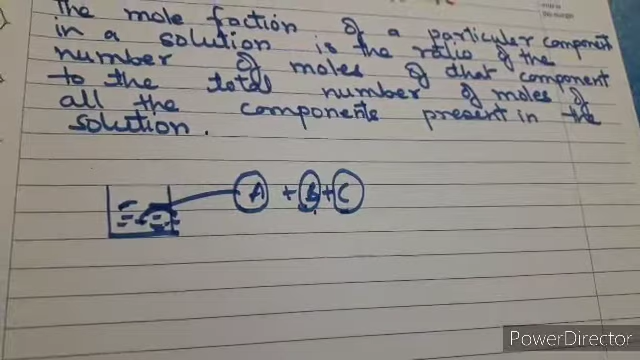 The mole faction of a particular component
in a solution is the ratio of the
number of moles of that component
to the total number of moles of
all the components present in the
solution.
A + B + C
PowerDirector